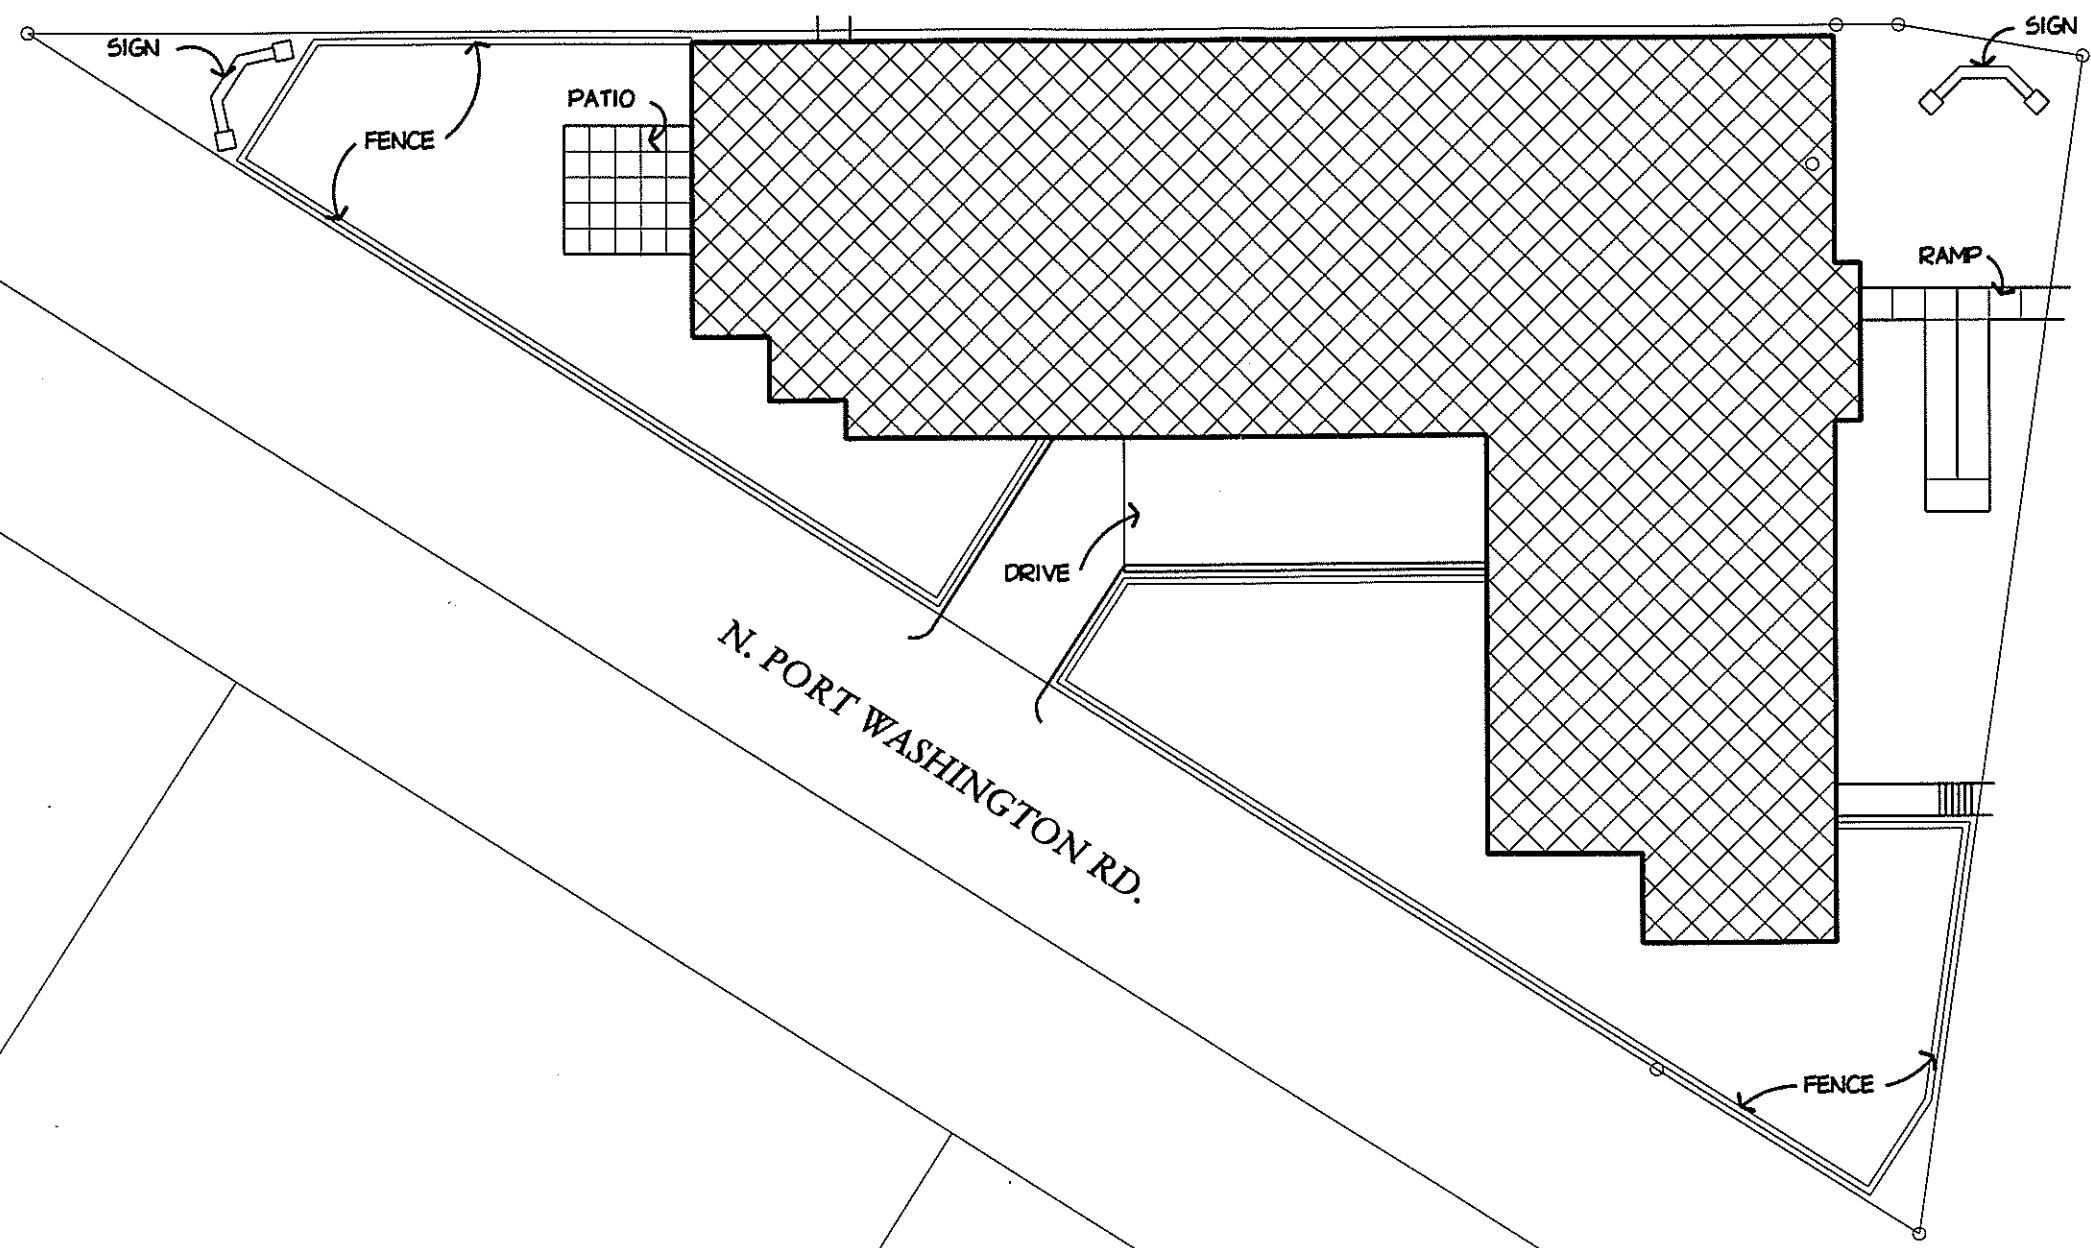 SIGN
SIGN
PATIO
FENCE
RAMP
DRIVE
N. PORT WASHINGTON RD.
FENCE